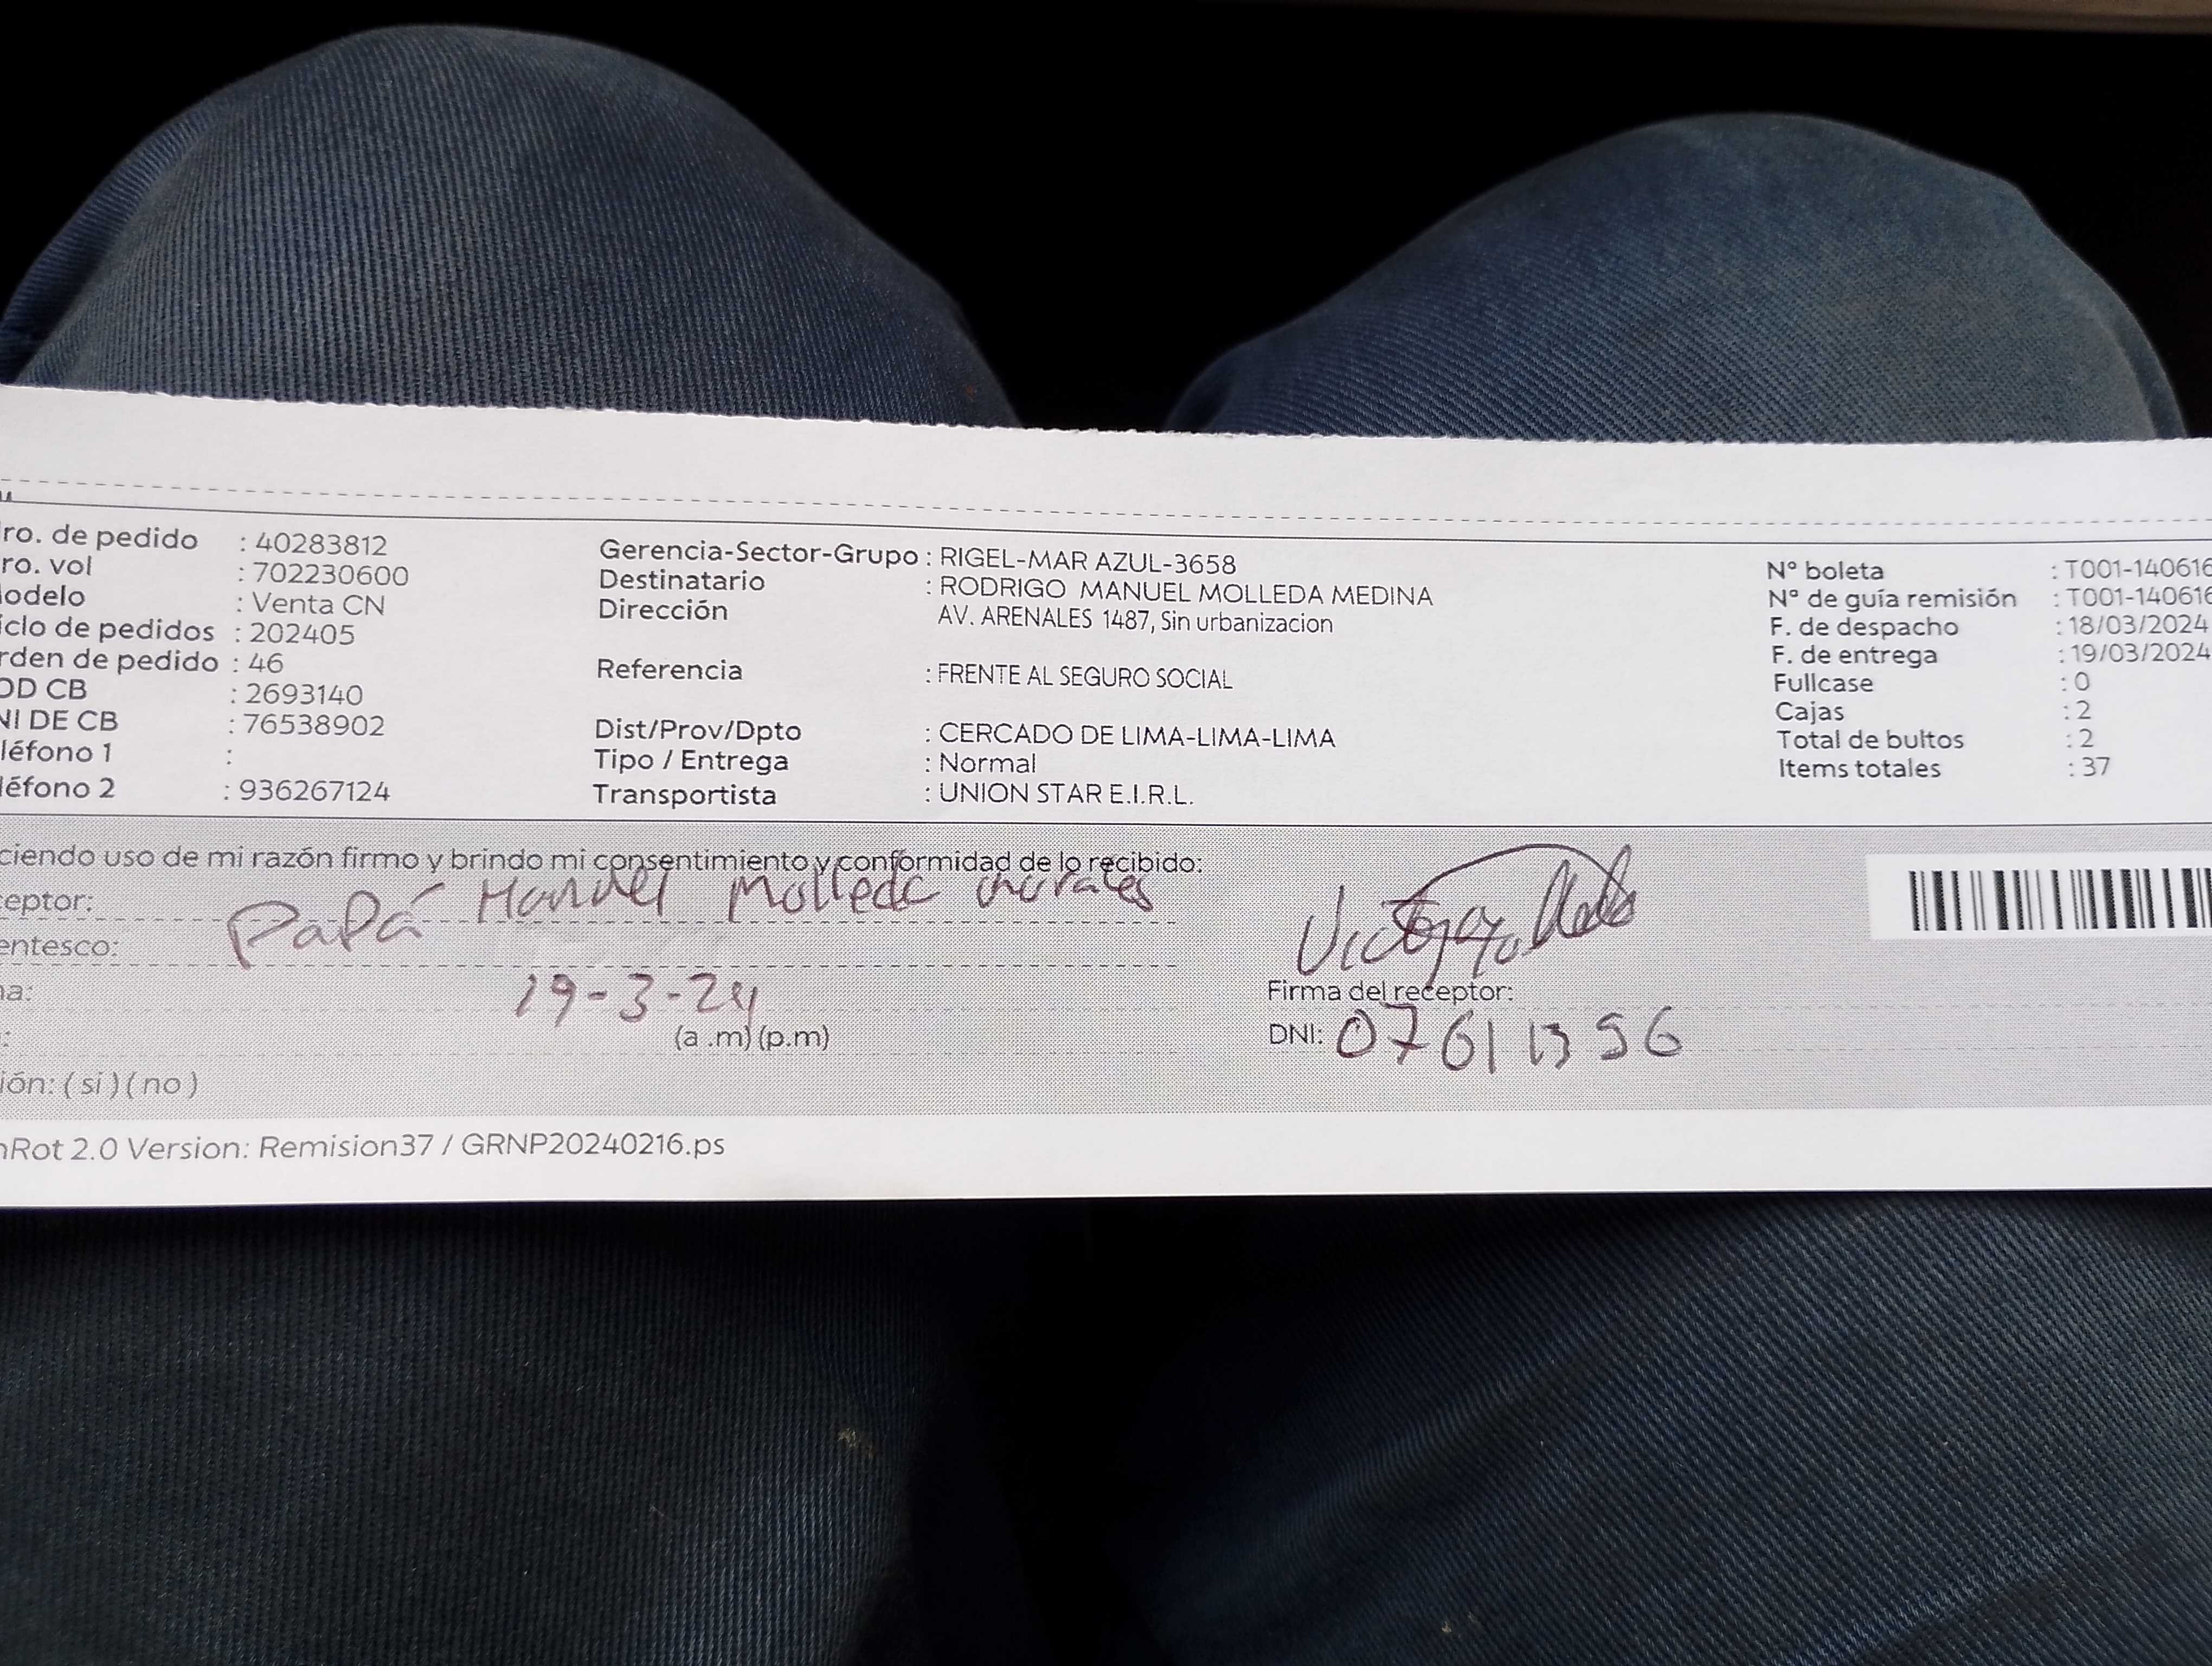 ro. de pedido : 40283812
ro. vol : 702230600
odelo : Venta CN
iclo de pedidos : 202405
rden de pedido : 46
OD CB : 2693140
NI DE CB : 76538902
léfono 1 :
léfono 2 : 936267124
Gerencia-Sector-Grupo : RIGEL-MAR AZUL-3658
Destinatario : RODRIGO MANUEL MOLLEDA MEDINA
Dirección AV. ARENALES 1487, Sin urbanizacion
Referencia : FRENTE AL SEGURO SOCIAL
Dist/Prov/Dpto : CERCADO DE LIMA-LIMA-LIMA
Tipo / Entrega : Normal
Transportista : UNION STAR E.I.R.L.
N° boleta : T001-140616
N° de guía remisión : T001-140616
F. de despacho : 18/03/2024
F. de entrega : 19/03/2024
Fullcase : 0
Cajas : 2
Total de bultos : 2
Items totales : 37
ciendo uso de mi razón firmo y brindo mi consentimiento y conformidad de lo recibido:
ceptor: Manuel Molleda Morales
entesco: Papá
na: 19-3-24
: (a .m) (p.m)
ión: ( si ) ( no )
Firma del receptor:
DNI: 07611356
nRot 2.0 Version: Remision37 / GRNP20240216.ps